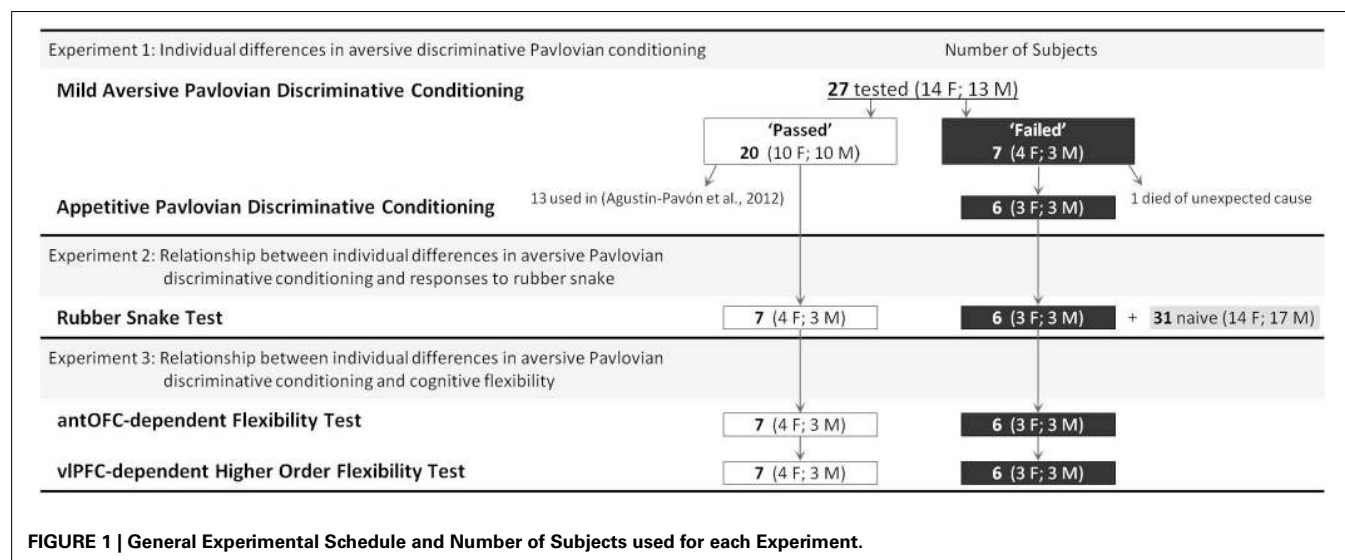 Experiment 1: Individual differences in aversive discriminative Pavlovian conditioning
Number of Subjects
Mild Aversive Pavlovian Discriminative Conditioning
27 tested (14 F; 13 M)
'Passed'
20 (10 F; 10 M)
'Failed'
7 (4 F; 3 M)
Appetitive Pavlovian Discriminative Conditioning
13 used in (Agustín-Pavón et al., 2012)
6 (3 F; 3 M)
1 died of unexpected cause
Experiment 2: Relationship between individual differences in aversive Pavlovian
discriminative conditioning and responses to rubber snake
Rubber Snake Test
7 (4 F; 3 M)
6 (3 F; 3 M)
+ 31 naive (14 F; 17 M)
Experiment 3: Relationship between individual differences in aversive Pavlovian
discriminative conditioning and cognitive flexibility
antOFC-dependent Flexibility Test
7 (4 F; 3 M)
6 (3 F; 3 M)
vlPFC-dependent Higher Order Flexibility Test
7 (4 F; 3 M)
6 (3 F; 3 M)
FIGURE 1 | General Experimental Schedule and Number of Subjects used for each Experiment.